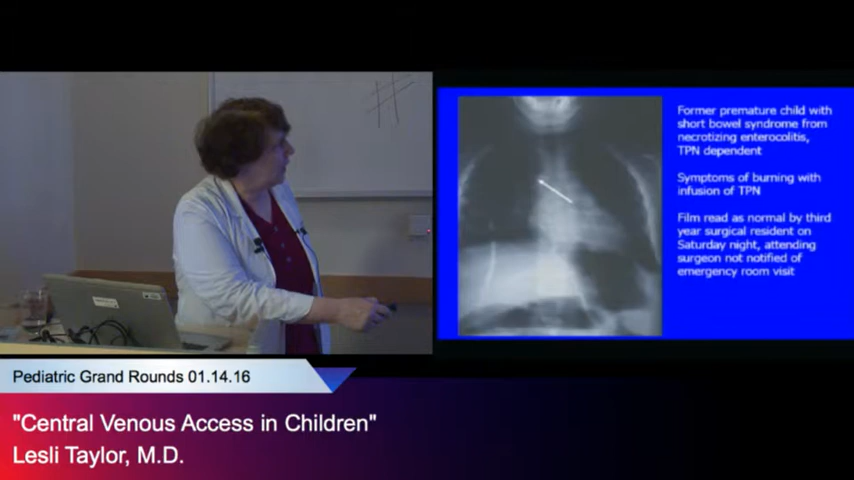 Former premature child with
short bowel syndrome from
necrotizing enterocolitis,
TPN dependent
Symptoms of burning with
infusion of TPN
Film read as normal by third
year surgical resident on
Saturday night, attending
surgeon not notified of
emergency room visit
Pediatric Grand Rounds 01.14.16
"Central Venous Access in Children"
Lesli Taylor, M.D.